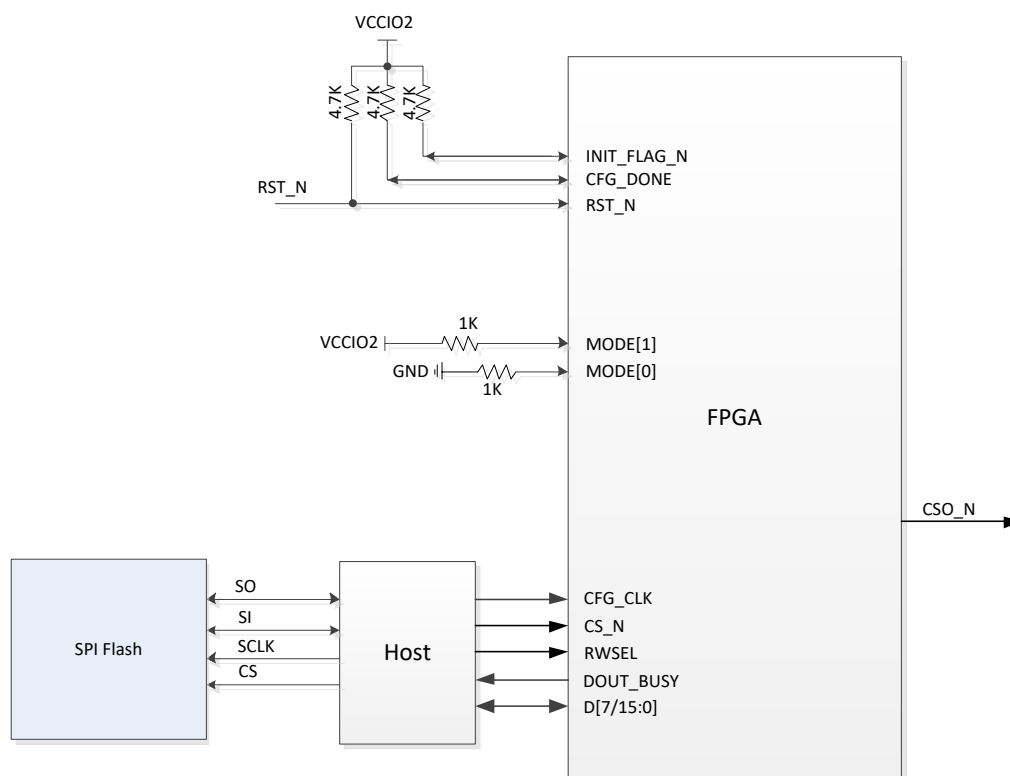 VCCIO2
4.7K
4.7K
4.7K
INIT_FLAG_N
CFG_DONE
RST_N
RST_N
VCCIO2
1K
MODE[1]
GND
1K
MODE[0]
FPGA
CSO_N
SPI Flash
SO
SI
SCLK
CS
Host
CFG_CLK
CS_N
RWSEL
DOUT_BUSY
D[7/15:0]